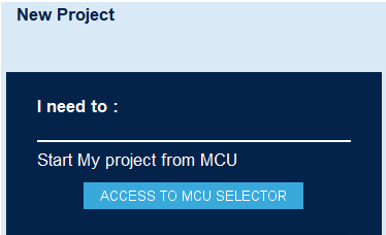 New Project
I need to :
Start My project from MCU
ACCESS TO MCU SELECTOR